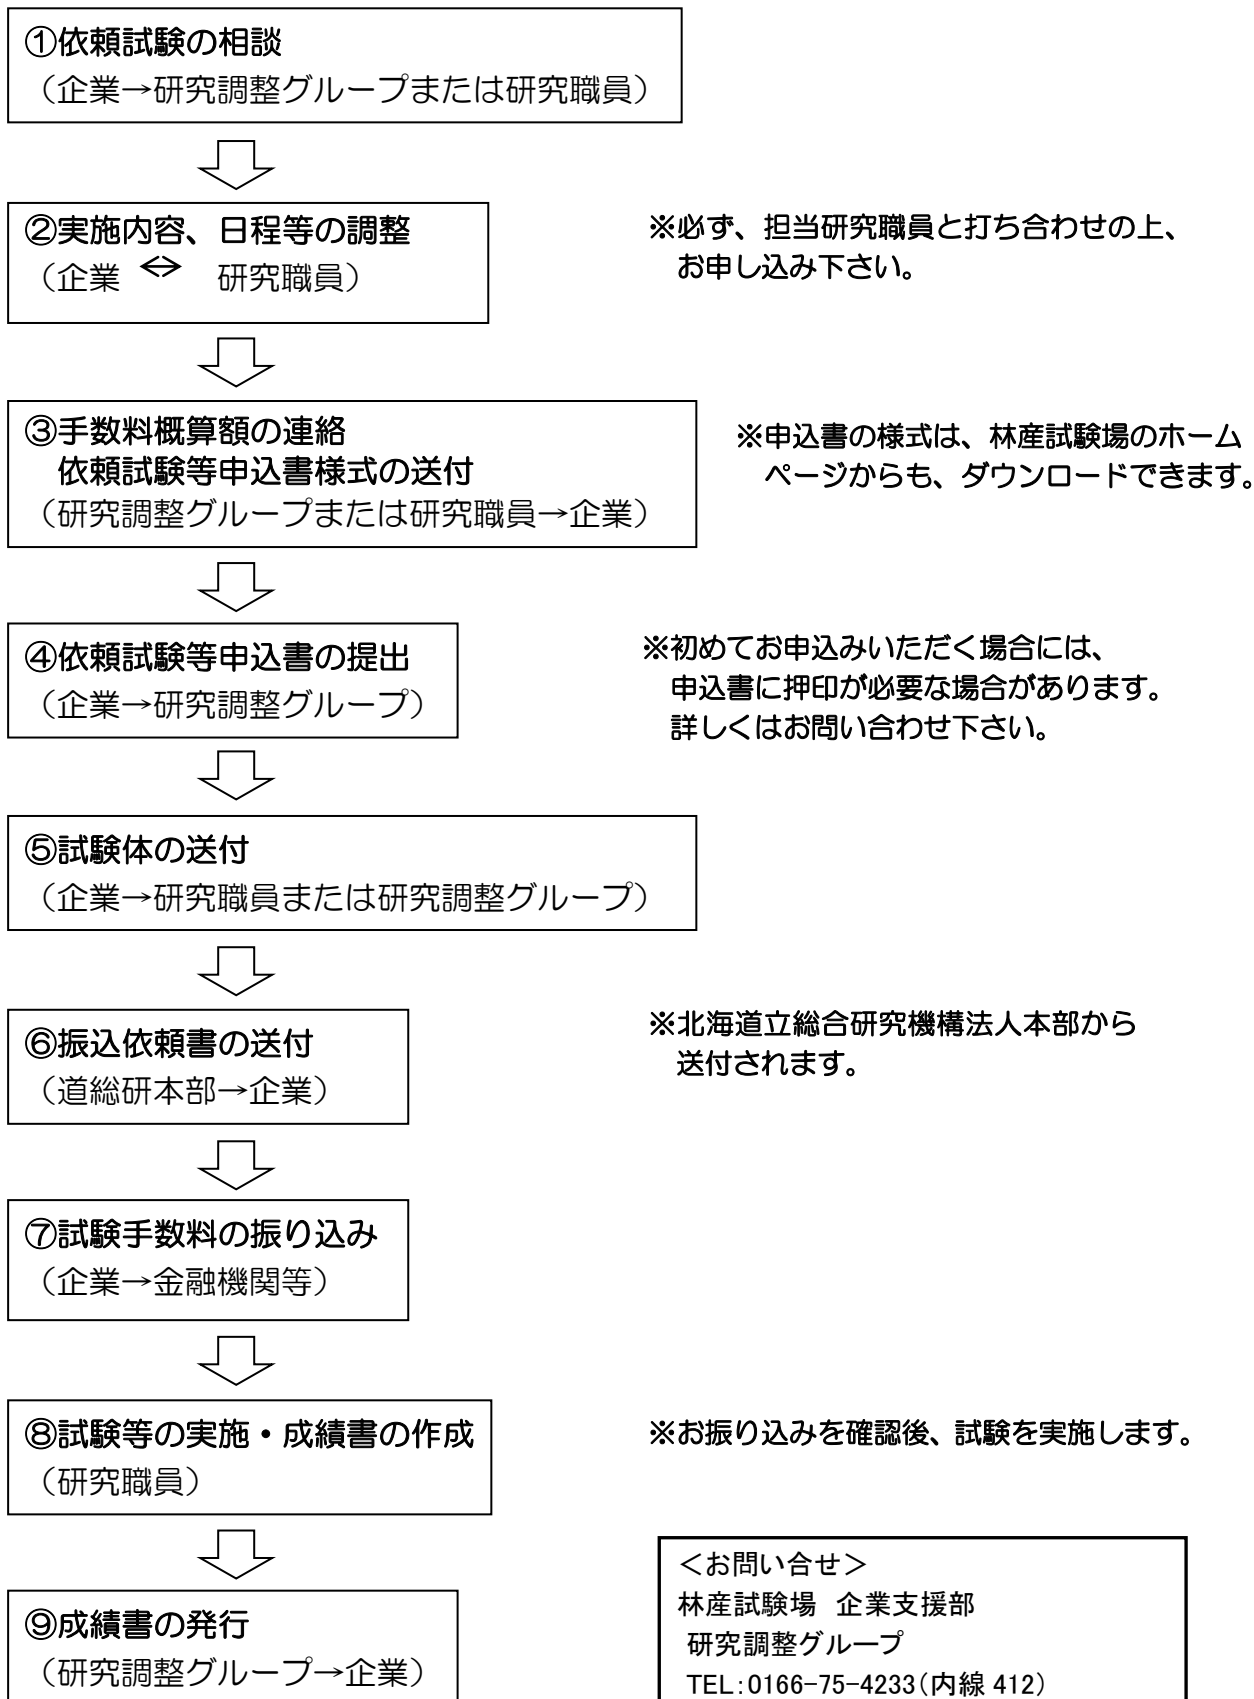 ①依頼試験の相談
（企業→研究調整グループまたは研究職員）
②実施内容、日程等の調整
（企業 <> 研究職員）
※必ず、担当研究職員と打ち合わせの上、
お申し込み下さい。
③手数料概算額の連絡
依頼試験等申込書様式の送付
（研究調整グループまたは研究職員→企業）
※申込書の様式は、林産試験場のホーム
ページからも、ダウンロードできます。
④依頼試験等申込書の提出
（企業→研究調整グループ）
※初めてお申込みいただく場合には、
申込書に押印が必要な場合があります。
詳しくはお問い合わせ下さい。
⑤試験体の送付
（企業→研究職員または研究調整グループ）
⑥振込依頼書の送付
（道総研本部→企業）
※北海道立総合研究機構法人本部から
送付されます。
⑦試験手数料の振り込み
（企業→金融機関等）
⑧試験等の実施・成績書の作成
（研究職員）
※お振り込みを確認後、試験を実施します。
⑨成績書の発行
（研究調整グループ→企業）
＜お問い合せ＞
林産試験場　企業支援部
研究調整グループ
TEL:0166-75-4233(内線 412)